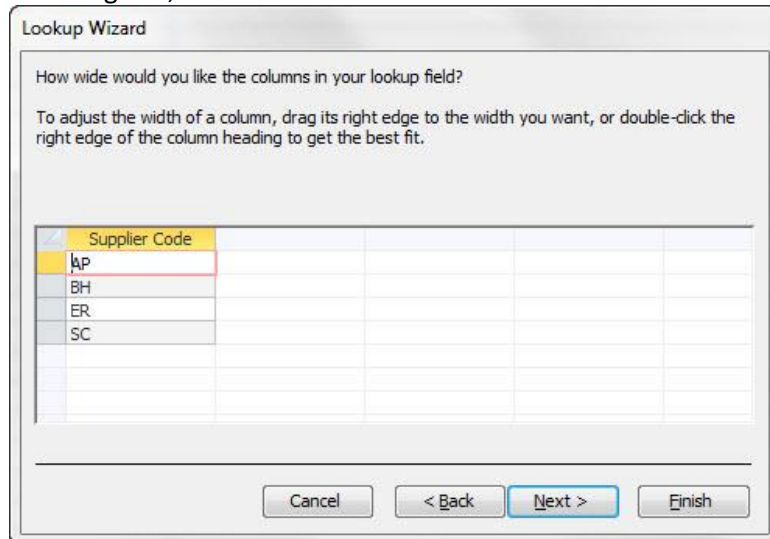 Lookup Wizard
How wide would you like the columns in your lookup field?
To adjust the width of a column, drag its right edge to the width you want, or double-click the
right edge of the column heading to get the best fit.
Supplier Code
AP
BH
ER
SC
Cancel < Back Next > Finish